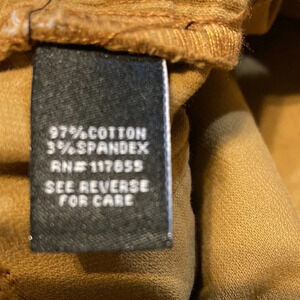 97%COTTON
3%SPANDEX
RN# 117855
SEE REVERSE
FOR CARE